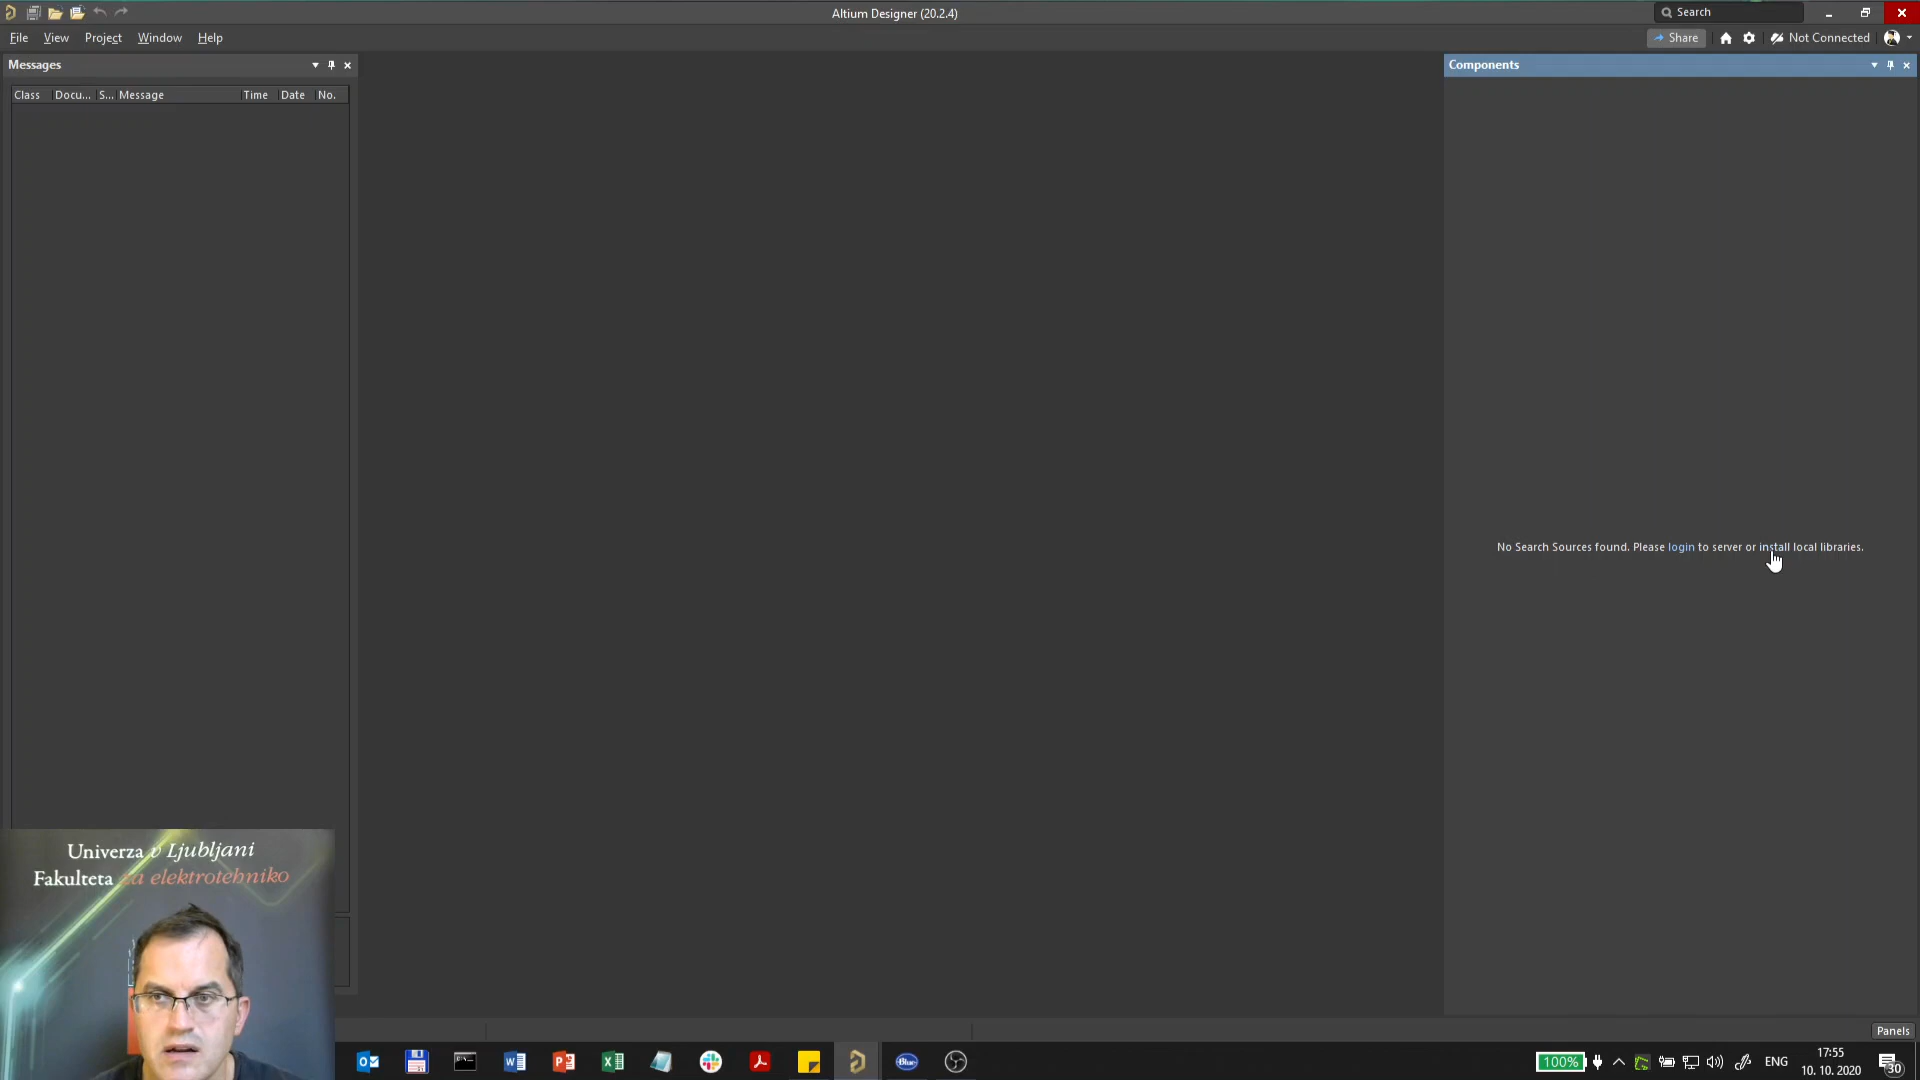 Altium Designer (20.2.4)
Search
File View Project Window Help
Share
Not Connected
Messages
Components
Class Docu... S... Message Time Date No.
No Search Sources found. Please login to server or install local libraries.
Univerza v Ljubljani
Fakulteta za elektrotehniko
Panels
Blue
100%
ENG
17:55
10. 10. 2020
30